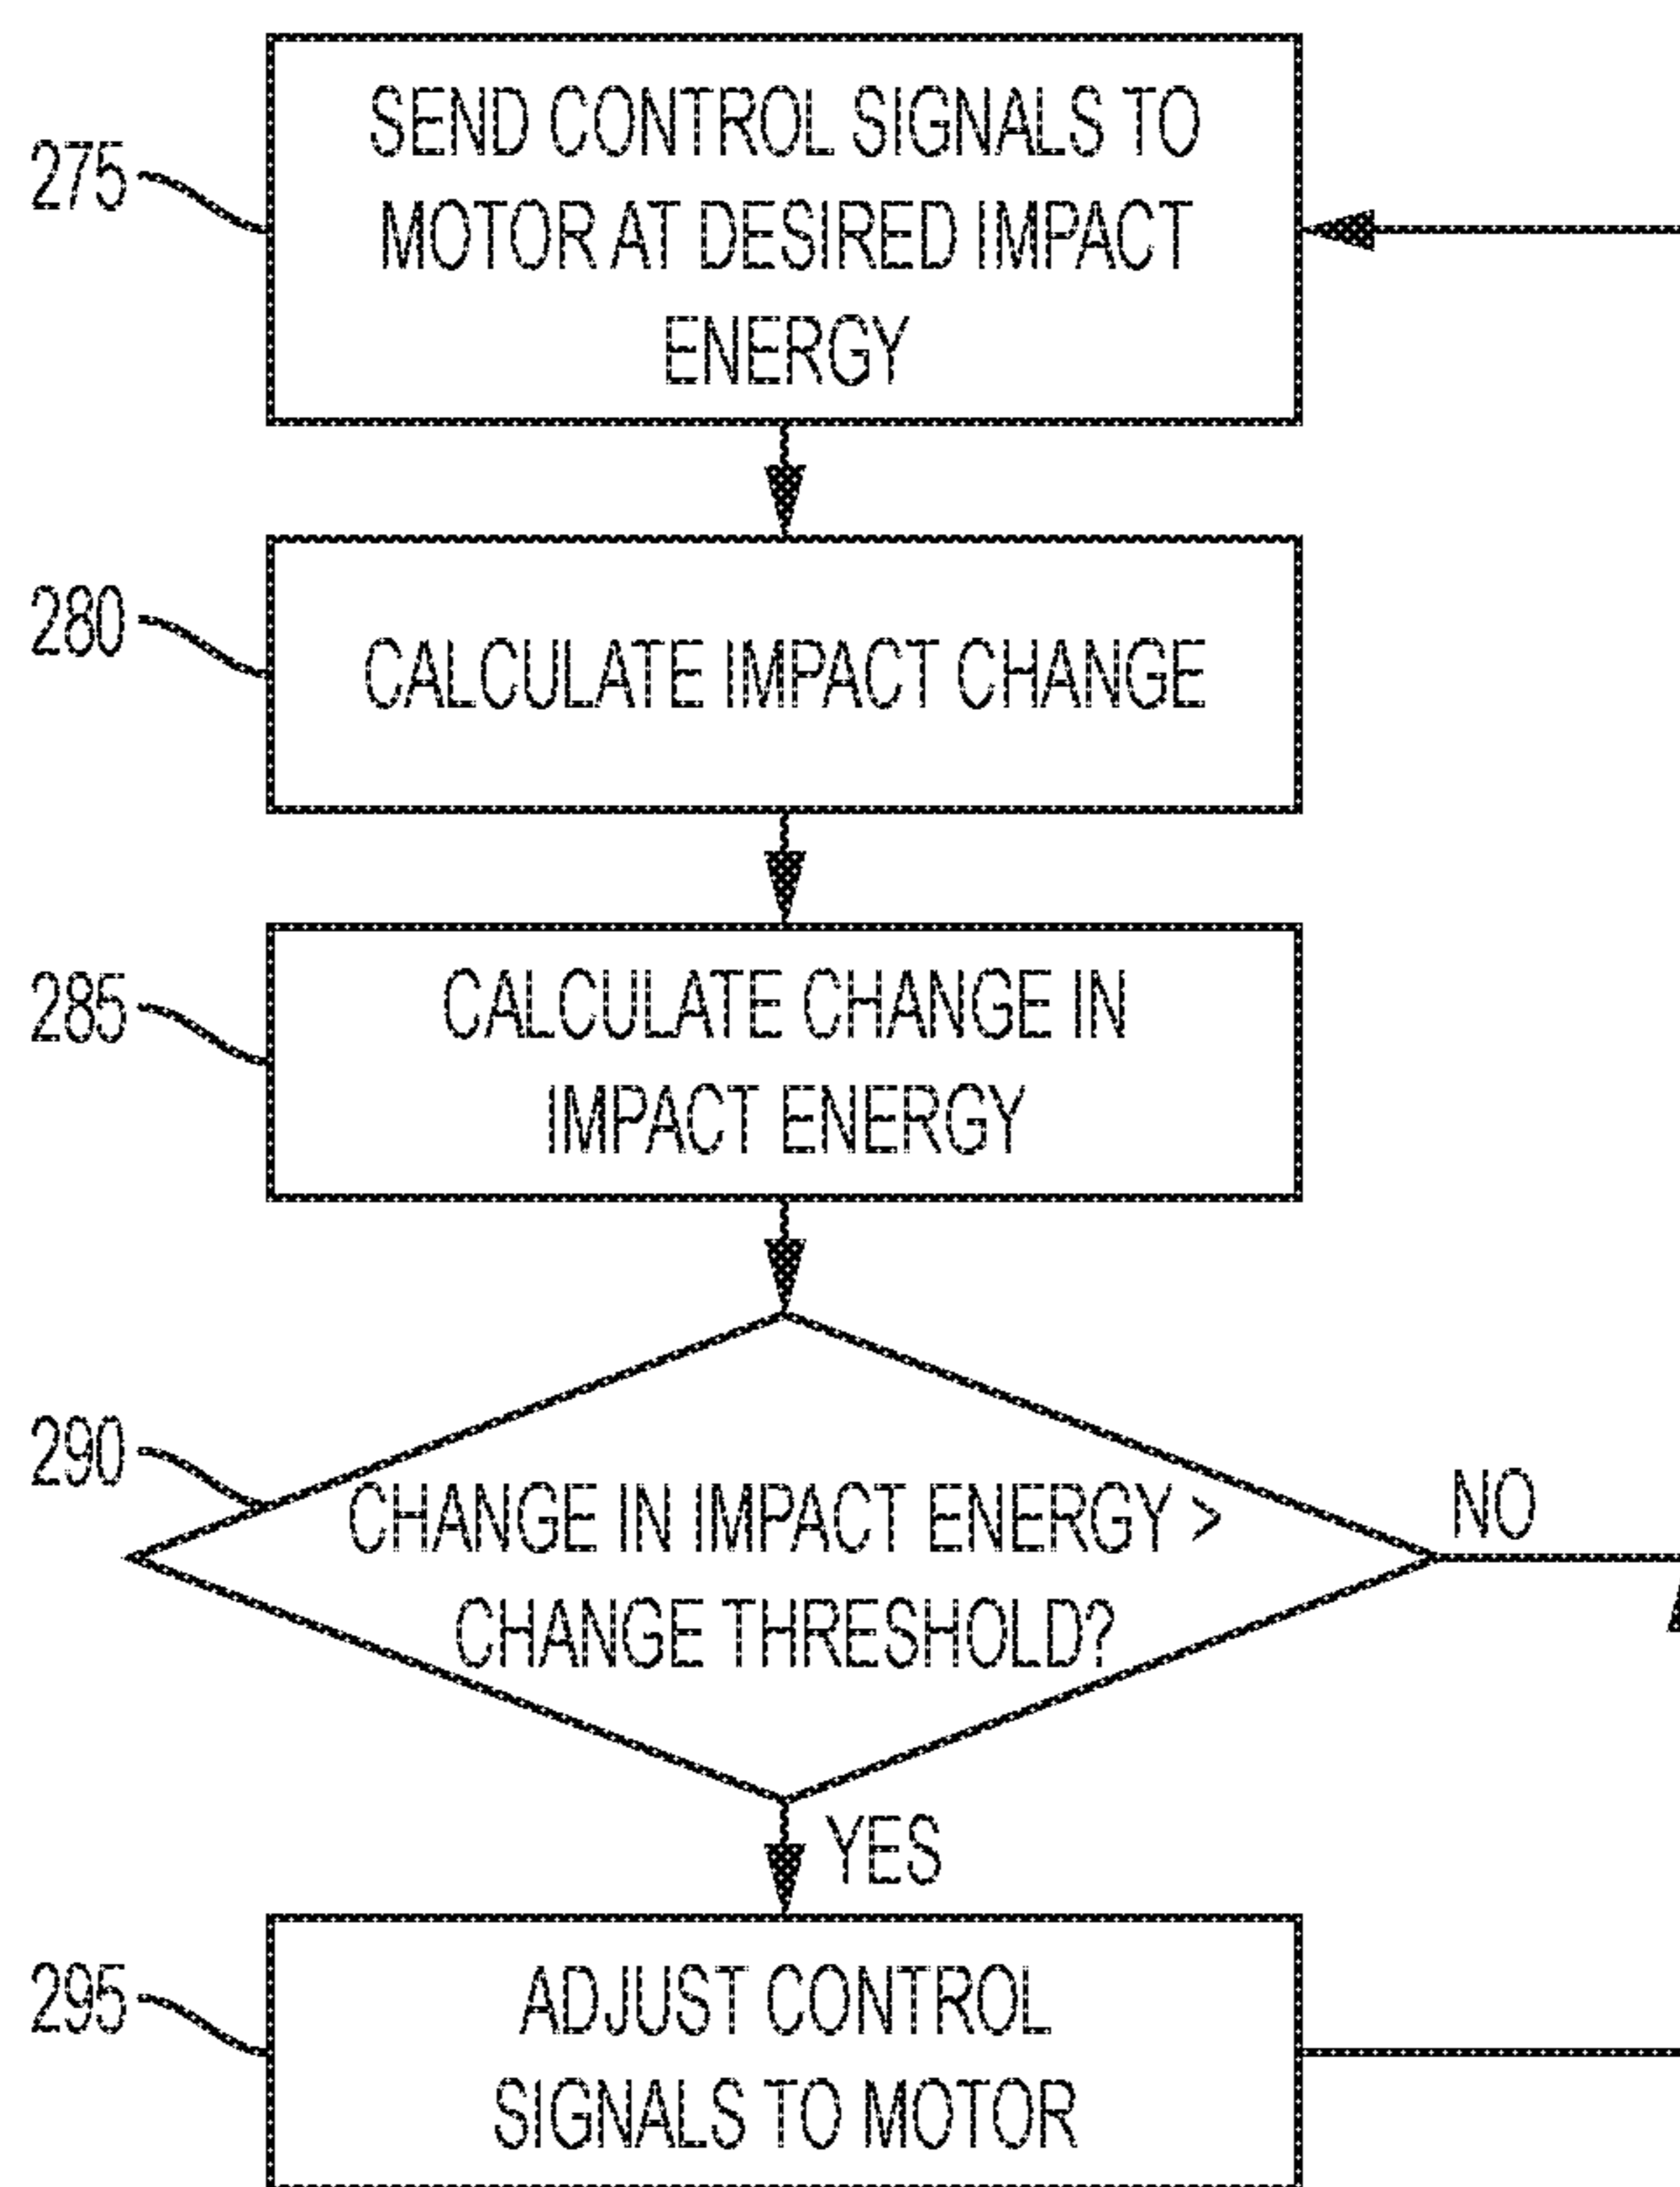 275
SEND CONTROL SIGNALS TO
MOTOR AT DESIRED IMPACT
ENERGY
280
CALCULATE IMPACT CHANGE
285
CALCULATE CHANGE IN
IMPACT ENERGY
290
CHANGE IN IMPACT ENERGY >
CHANGE THRESHOLD?
NO
YES
295
ADJUST CONTROL
SIGNALS TO MOTOR